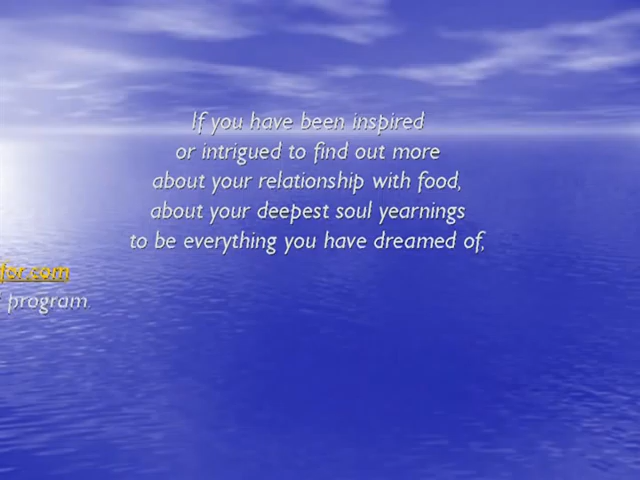 If you have been inspired
or intrigued to find out more
about your relationship with food,
about your deepest soul yearnings
to be everything you have dreamed of,
for.com
program.